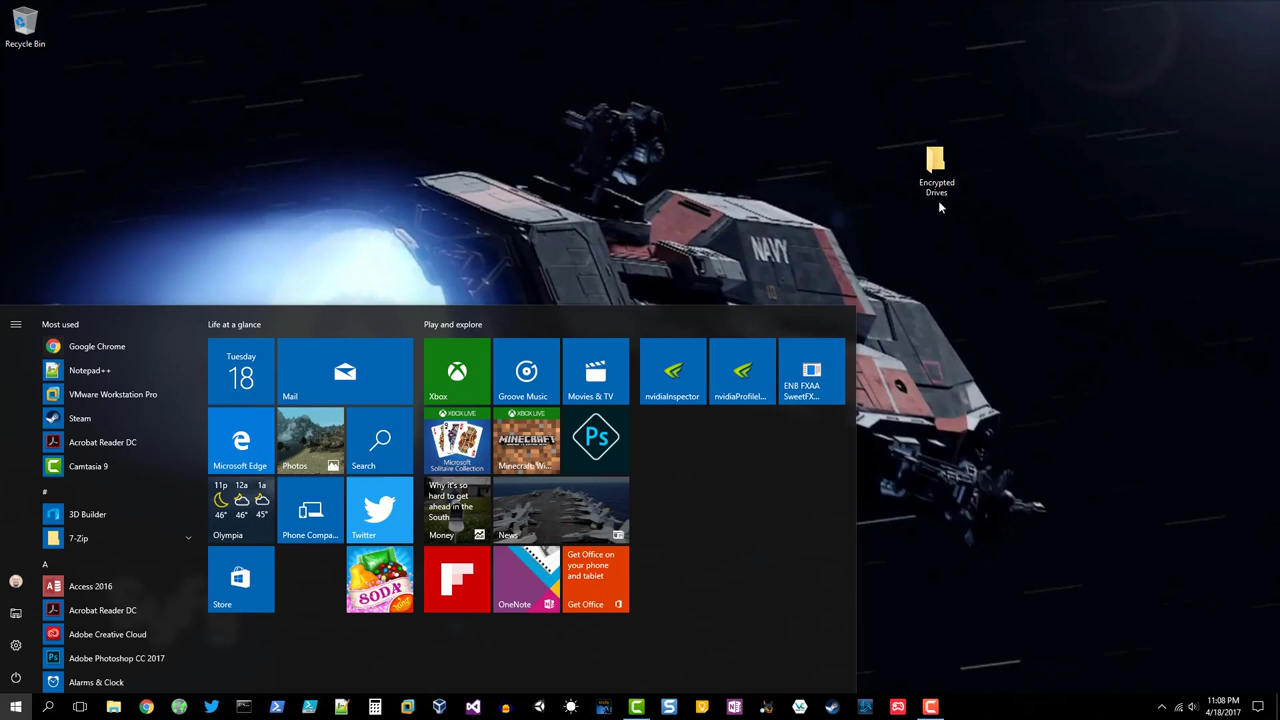 Recycle Bin
Encrypted
Drives
NAVY
Most used
Google Chrome
Notepad++
VMware Workstation Pro
Steam
Acrobat Reader DC
Camtasia 9
#
3D Builder
7-Zip
A
Access 2016
Acrobat Reader DC
Adobe Creative Cloud
Adobe Photoshop CC 2017
Alarms & Clock
Life at a glance
Tuesday
18
Mail
Microsoft Edge
Photos
Search
11p 12a 1a
46° 46° 45°
Olympia
Phone Compa...
Twitter
Store
SODA
Play and explore
Xbox
Groove Music
Movies & TV
XBOX LIVE
Microsoft
Solitaire Collection
XBOX LIVE
MINECRAFT
Minecraft: Wi...
Ps
Why it's so
hard to get
ahead in the
South
Money
News
OneNote
Get Office on
your phone
and tablet
Get Office
nvidiaInspector
nvidiaProfileI...
ENB FXAA
SweetFX...
11:08 PM
4/18/2017